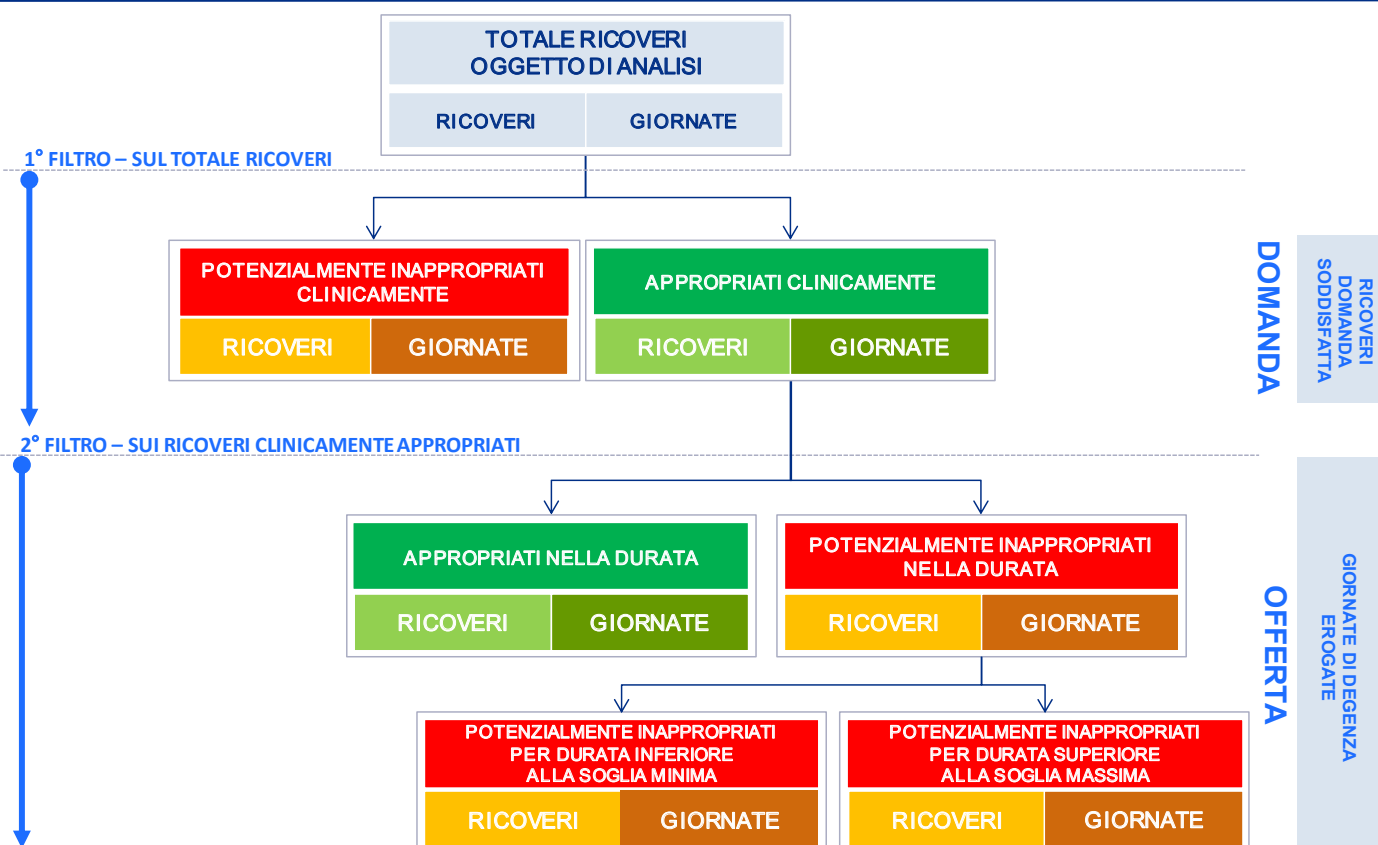 TOTALE RICOVERI
OGGETTO DI ANALISI
RICOVERI
GIORNATE
1° FILTRO – SUL TOTALE RICOVERI
POTENZIALMENTE INAPPROPRIATI
CLINICAMENTE
RICOVERI
GIORNATE
APPROPRIATI CLINICAMENTE
RICOVERI
GIORNATE
DOMANDA
RICOVERI
DOMANDA
SODDISFATTA
2° FILTRO – SUI RICOVERI CLINICAMENTE APPROPRIATI
APPROPRIATI NELLA DURATA
RICOVERI
GIORNATE
POTENZIALMENTE INAPPROPRIATI
NELLA DURATA
RICOVERI
GIORNATE
OFFERTA
GIORNATE DI DEGENZA
EROGATE
POTENZIALMENTE INAPPROPRIATI
PER DURATA INFERIORE
ALLA SOGLIA MINIMA
RICOVERI
GIORNATE
POTENZIALMENTE INAPPROPRIATI
PER DURATA SUPERIORE
ALLA SOGLIA MASSIMA
RICOVERI
GIORNATE